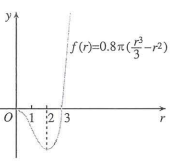 y
f(r)=0.8π(r³/3−r²)
O 1 2 3 r